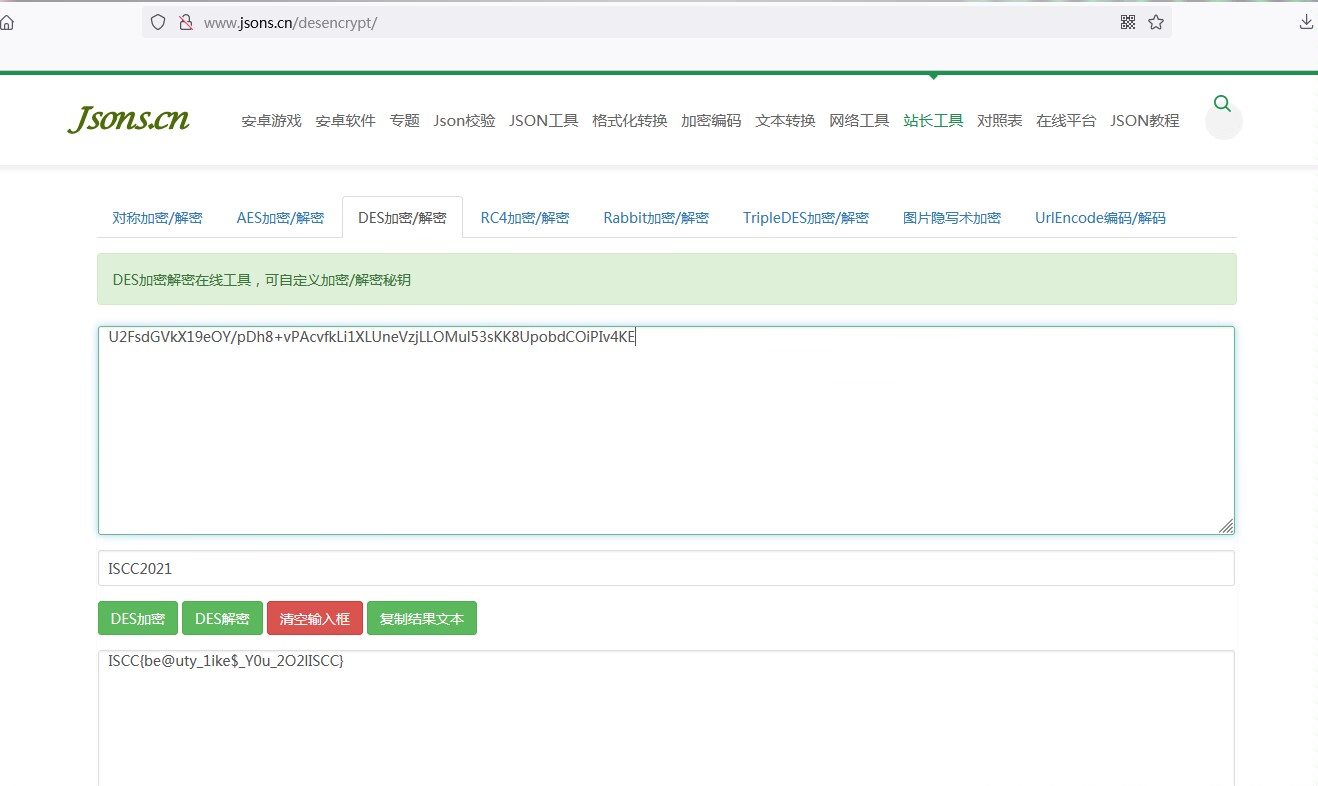 www.jsons.cn/desencrypt/
Jsons.cn
安卓游戏 安卓软件 专题 Json校验 JSON工具 格式化转换 加密编码 文本转换 网络工具 站长工具 对照表 在线平台 JSON教程
对称加密/解密 AES加密/解密 DES加密/解密 RC4加密/解密 Rabbit加密/解密 TripleDES加密/解密 图片隐写术加密 UrlEncode编码/解码
DES加密解密在线工具，可自定义加密/解密秘钥
U2FsdGVkX19eOY/pDh8+vPAcvfkLi1XLUneVzjLLOMul53sKK8UpobdCOiPIv4KE
ISCC2021
DES加密 DES解密 清空输入框 复制结果文本
ISCC{be@uty_1ike$_Y0u_2O2lISCC}